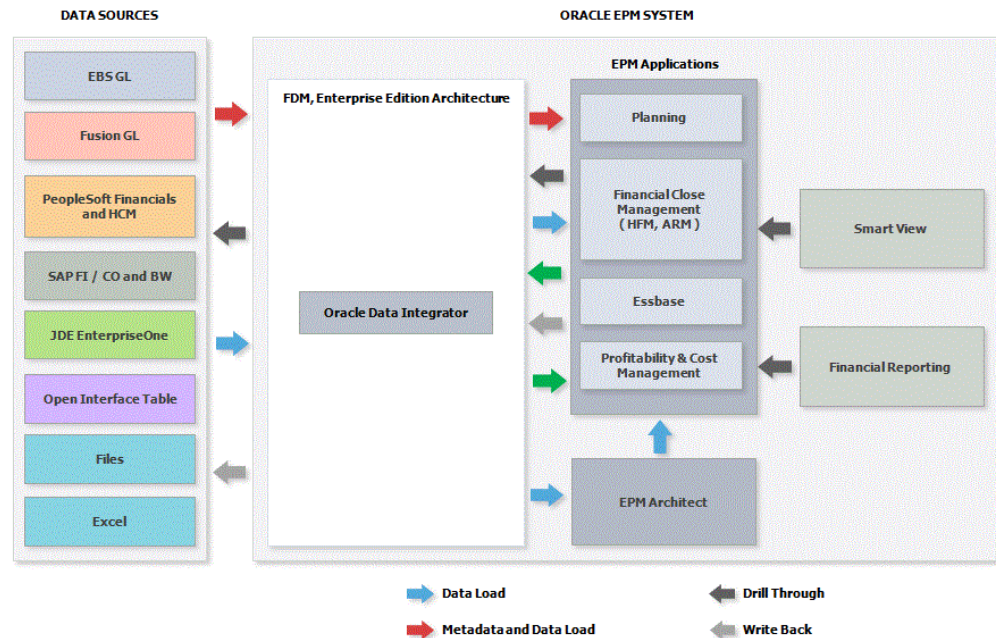 DATA SOURCES
ORACLE EPM SYSTEM
EBS GL
Fusion GL
PeopleSoft Financials
and HCM
SAP FI / CO and BW
JDE EnterpriseOne
Open Interface Table
Files
Excel
FDM, Enterprise Edition Architecture
Oracle Data Integrator
EPM Applications
Planning
Financial Close
Management
( HFM, ARM )
Essbase
Profitability & Cost
Management
EPM Architect
Smart View
Financial Reporting
Data Load
Drill Through
Metadata and Data Load
Write Back